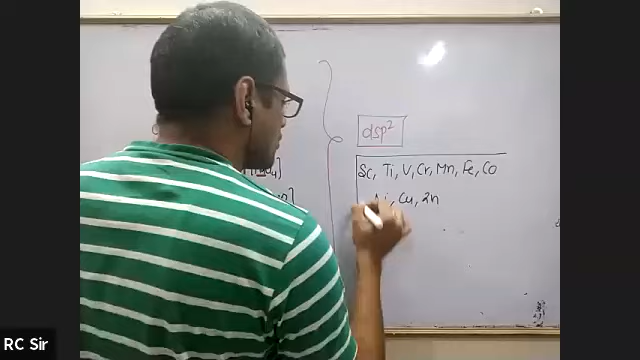 dsp²
Sc, Ti, V, Cr, Mn, Fe, Co
Cu, Zn
RC Sir